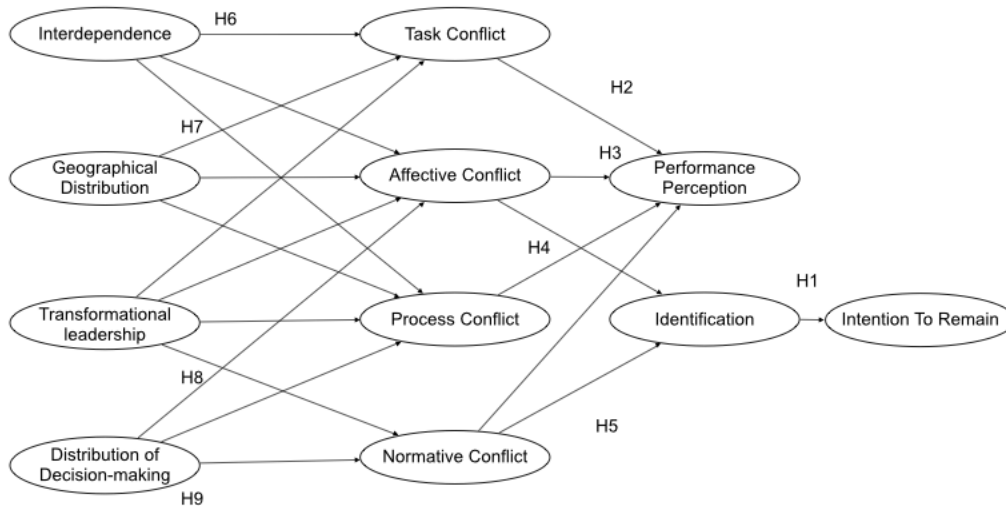 H6
Interdependence
Task Conflict
H2
H7
H3
Geographical
Distribution
Affective Conflict
Performance
Perception
H4
H1
Transformational
leadership
Process Conflict
Identification
Intention To Remain
H8
H5
Distribution of
Decision-making
Normative Conflict
H9